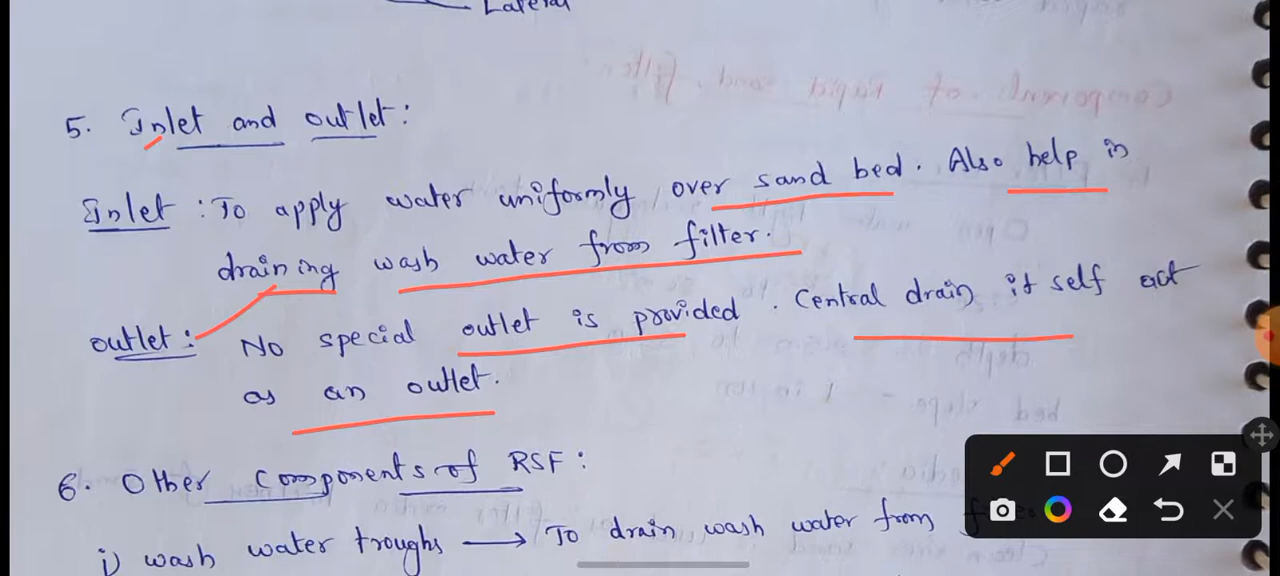 Lateral
5. Inlet and outlet:
Inlet : To apply water uniformly over sand bed. Also help in
draining wash water from filter.
outlet: No special outlet is provided. Central drain it self act
as an outlet.
6. Other Components of RSF:
i) wash water troughs → To drain wash water from